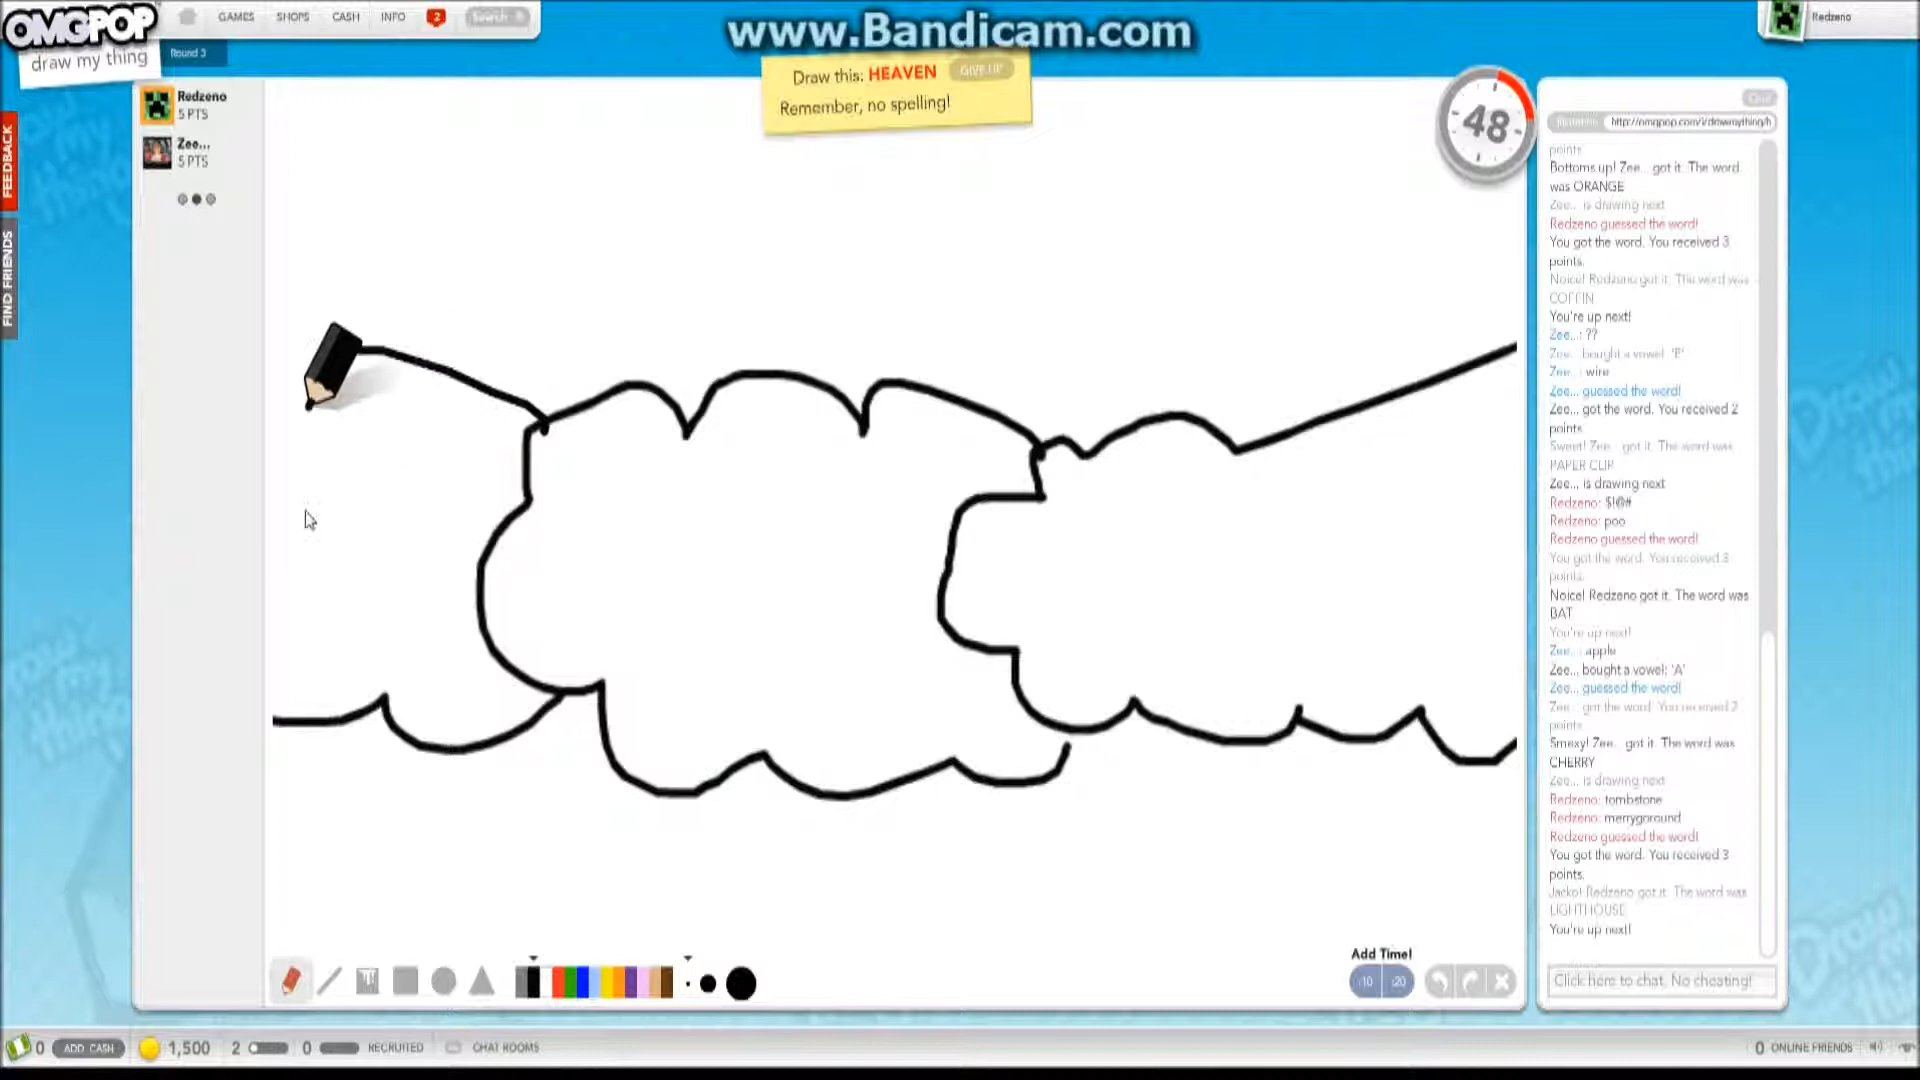 www.Bandicam.com
OMGPOP
draw my thing
GAMES SHOPS CASH INFO 2 Search
Round 3
Redzeno
Draw this: HEAVEN GIVE UP
Remember, no spelling!
48
FEEDBACK
FIND FRIENDS
Redzeno
5 PTS
Zee...
5 PTS
http://omgpop.com/i/drawmything/h
points
Bottoms up! Zee... got it. The word
was ORANGE
Zee... is drawing next
Redzeno guessed the word!
You got the word. You received 3
points.
Noice! Redzeno got it. The word was
COFFIN
You're up next!
Zee...: ??
Zee... bought a vowel: 'E'
Zee...: wire
Zee... guessed the word!
Zee... got the word. You received 2
points.
Sweet! Zee... got it. The word was
PAPER CLIP
Zee... is drawing next
Redzeno: $!@#
Redzeno: poo
Redzeno guessed the word!
You got the word. You received 3
points.
Noice! Redzeno got it. The word was
BAT
You're up next!
Zee...: apple
Zee... bought a vowel: 'A'
Zee... guessed the word!
Zee... got the word. You received 2
points.
Smexy! Zee... got it. The word was
CHERRY
Zee... is drawing next
Redzeno: tombstone
Redzeno: merrygoround
Redzeno guessed the word!
You got the word. You received 3
points.
Jacko! Redzeno got it. The word was
LIGHTHOUSE
You're up next!
Click here to chat. No cheating!
Add Time!
:10 :20
0 ADD CASH 1,500 2 0 RECRUITED CHAT ROOMS
0 ONLINE FRIENDS